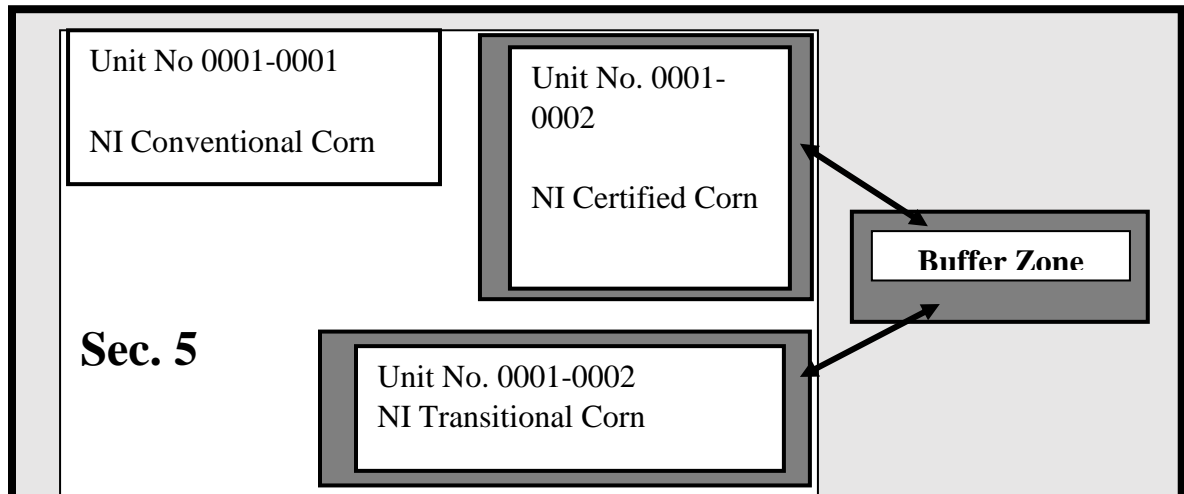 Unit No 0001-0001
NI Conventional Corn
Unit No. 0001-
0002
NI Certified Corn
Buffer Zone
Sec. 5
Unit No. 0001-0002
NI Transitional Corn